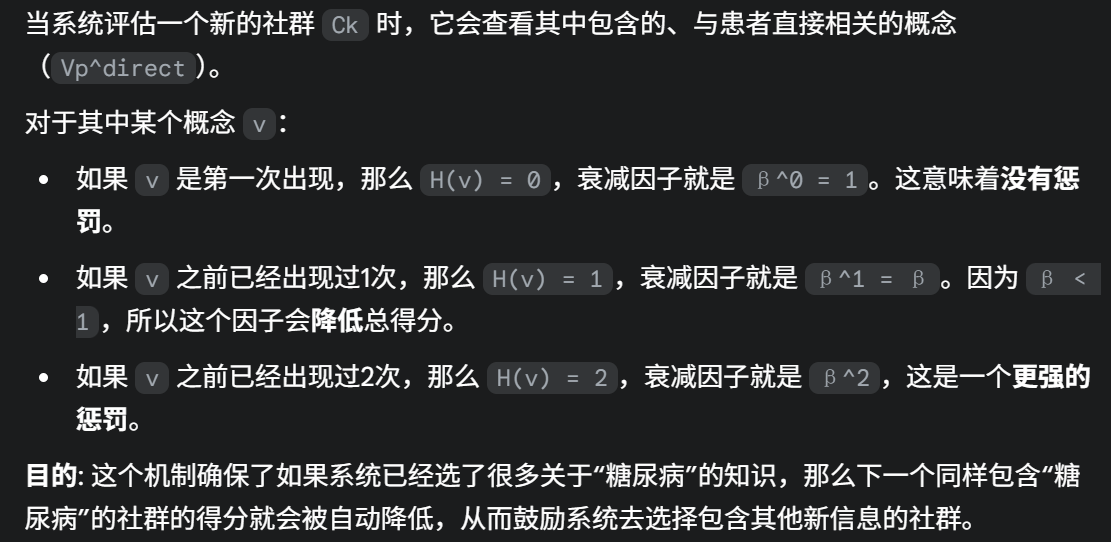 当系统评估一个新的社群 Ck 时，它会查看其中包含的、与患者直接相关的概念
（Vp^direct）。
对于其中某个概念 v：
• 如果 v 是第一次出现，那么 H(v) = 0，衰减因子就是 β^0 = 1。这意味着没有惩
罚。
• 如果 v 之前已经出现过1次，那么 H(v) = 1，衰减因子就是 β^1 = β。因为 β <
1，所以这个因子会降低总得分。
• 如果 v 之前已经出现过2次，那么 H(v) = 2，衰减因子就是 β^2，这是一个更强的
惩罚。
目的: 这个机制确保了如果系统已经选了很多关于“糖尿病”的知识，那么下一个同样包含“糖
尿病”的社群的得分就会被自动降低，从而鼓励系统去选择包含其他新信息的社群。